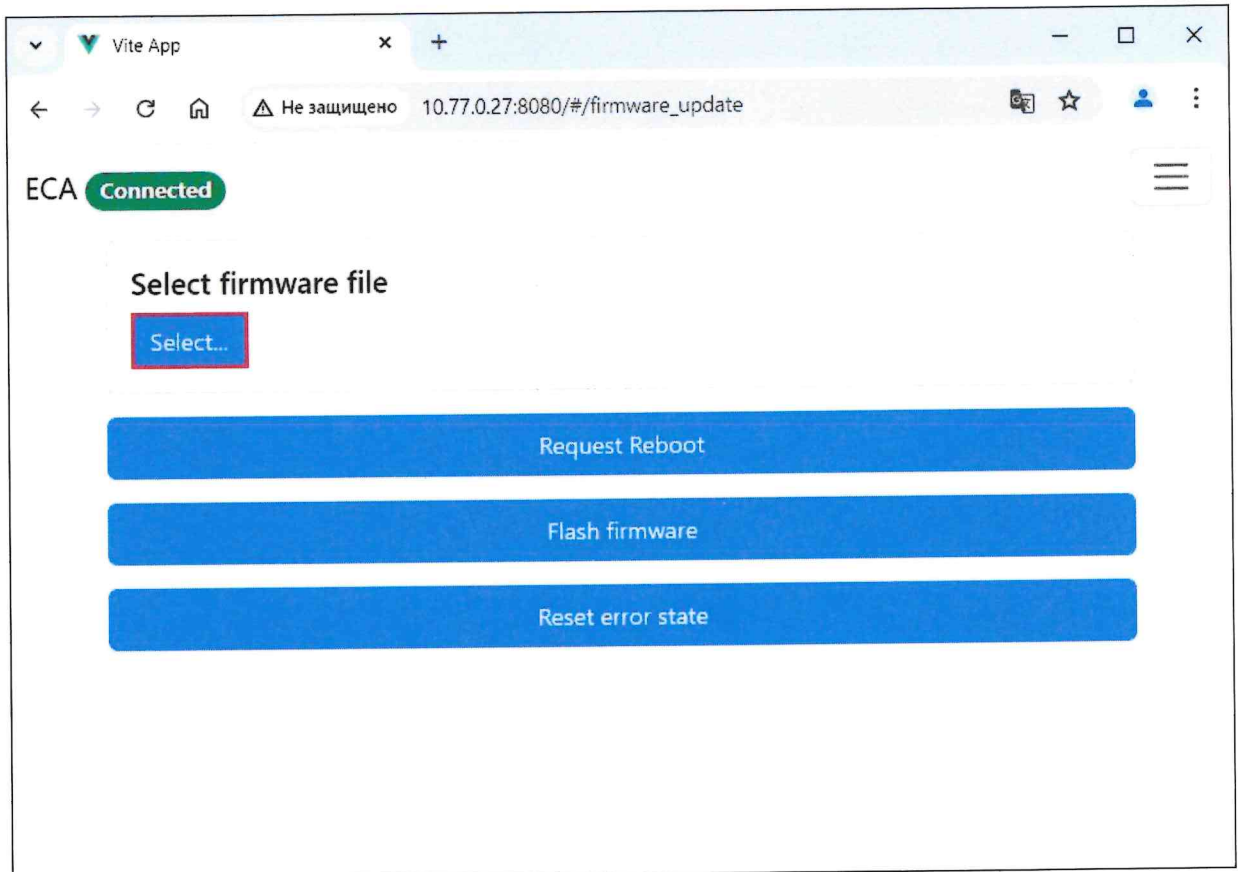 Vite App
Не защищено 10.77.0.27:8080/#/firmware_update
ECA Connected
Select firmware file
Select...
Request Reboot
Flash firmware
Reset error state